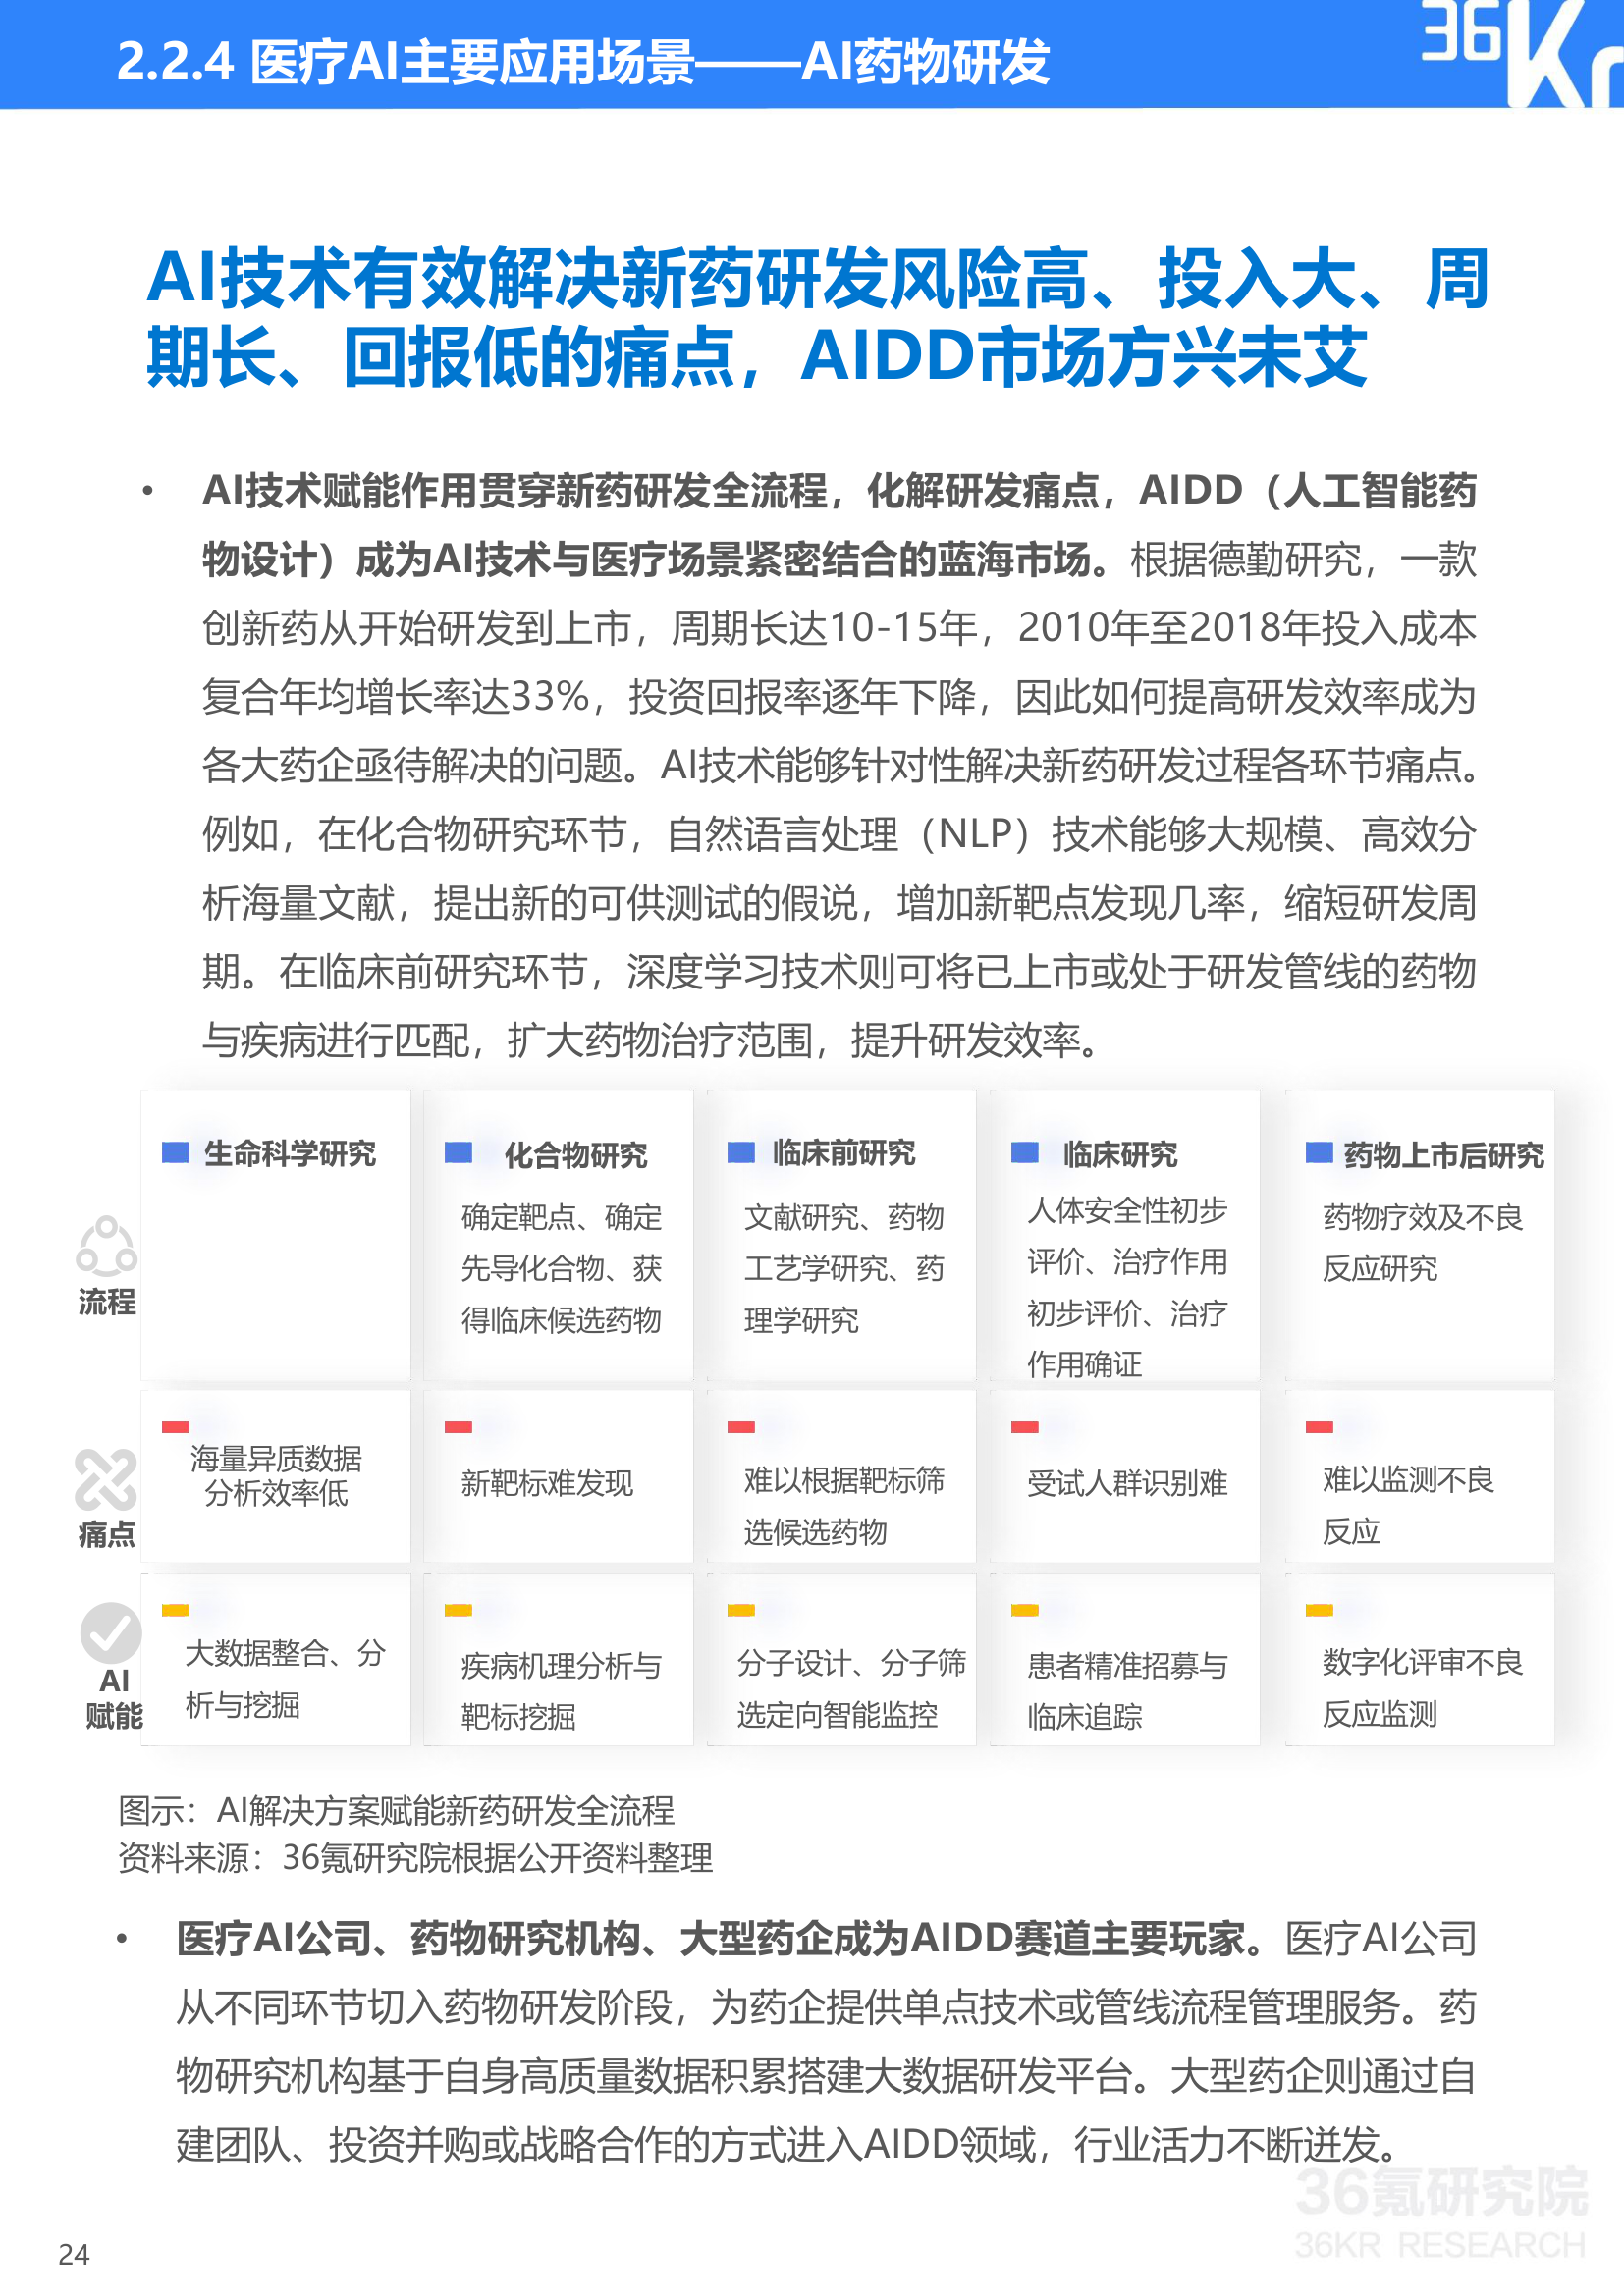 2.2.4 医疗AI主要应用场景——AI药物研发
36Kr
AI技术有效解决新药研发风险高、投入大、周
期长、回报低的痛点，AIDD市场方兴未艾
• AI技术赋能作用贯穿新药研发全流程，化解研发痛点，AIDD（人工智能药
物设计）成为AI技术与医疗场景紧密结合的蓝海市场。根据德勤研究，一款
创新药从开始研发到上市，周期长达10-15年，2010年至2018年投入成本
复合年均增长率达33%，投资回报率逐年下降，因此如何提高研发效率成为
各大药企亟待解决的问题。AI技术能够针对性解决新药研发过程各环节痛点。
例如，在化合物研究环节，自然语言处理（NLP）技术能够大规模、高效分
析海量文献，提出新的可供测试的假说，增加新靶点发现几率，缩短研发周
期。在临床前研究环节，深度学习技术则可将已上市或处于研发管线的药物
与疾病进行匹配，扩大药物治疗范围，提升研发效率。
流程
生命科学研究
化合物研究
确定靶点、确定
先导化合物、获
得临床候选药物
临床前研究
文献研究、药物
工艺学研究、药
理学研究
临床研究
人体安全性初步
评价、治疗作用
初步评价、治疗
作用确证
药物上市后研究
药物疗效及不良
反应研究
痛点
海量异质数据
分析效率低
新靶标难发现
难以根据靶标筛
选候选药物
受试人群识别难
难以监测不良
反应
AI
赋能
大数据整合、分
析与挖掘
疾病机理分析与
靶标挖掘
分子设计、分子筛
选定向智能监控
患者精准招募与
临床追踪
数字化评审不良
反应监测
图示：AI解决方案赋能新药研发全流程
资料来源：36氪研究院根据公开资料整理
• 医疗AI公司、药物研究机构、大型药企成为AIDD赛道主要玩家。医疗AI公司
从不同环节切入药物研发阶段，为药企提供单点技术或管线流程管理服务。药
物研究机构基于自身高质量数据积累搭建大数据研发平台。大型药企则通过自
建团队、投资并购或战略合作的方式进入AIDD领域，行业活力不断迸发。
36氪研究院
36KR RESEARCH
24